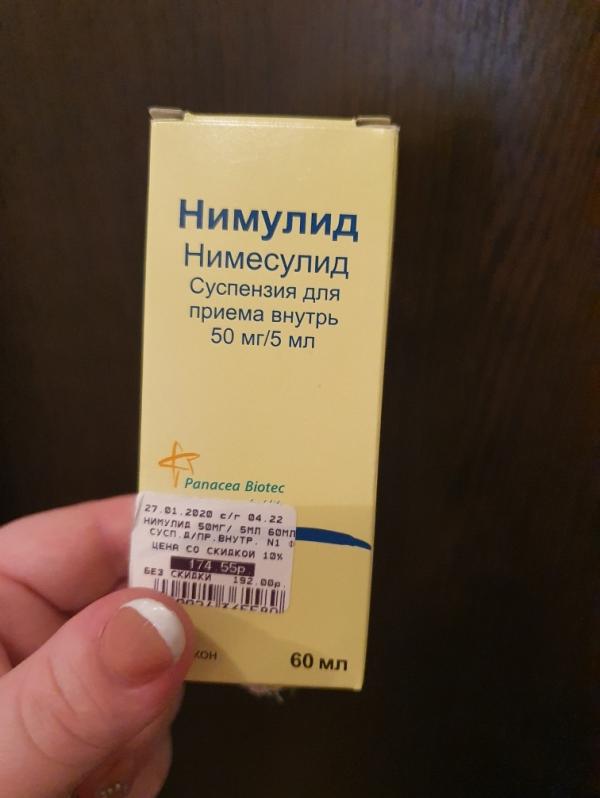 Нимулид
Нимесулид
Суспензия для
приема внутрь
50 мг/5 мл
Panacea Biotec
27.01.2020 с/г 04.22
НИМУЛИД 50МГ/ 5МЛ 60МЛ
СУСП.Д/ПР.ВНУТР. N1 Ф
ЦЕНА СО СКИДКОЙ 10%
174 55р
БЕЗ СКИДКИ 192.00р.
60 мл